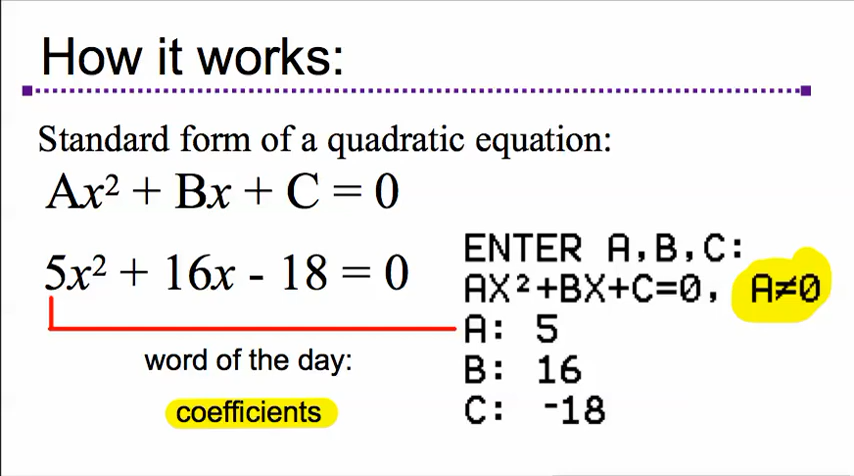 How it works:
Standard form of a quadratic equation:
Ax² + Bx + C = 0
5x² + 16x - 18 = 0
word of the day:
coefficients
ENTER A,B,C:
AX²+BX+C=0, A≠0
A: 5
B: 16
C: -18